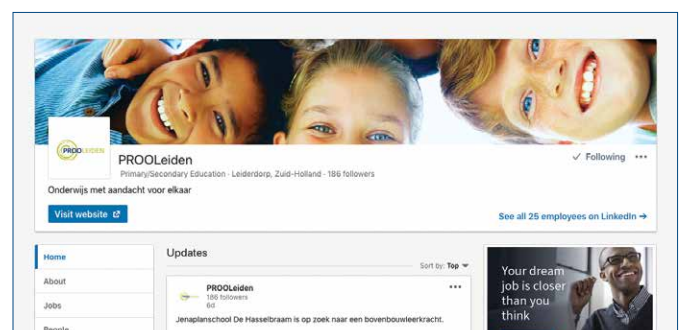 PROOLEIDEN
PROOLeiden
✓ Following •••
Primary/Secondary Education · Leiderdorp, Zuid-Holland · 186 followers
Onderwijs met aandacht voor elkaar
Visit website
See all 25 employees on LinkedIn →
Home
About
Jobs
People
Updates
Sort by: Top
PROOLeiden
186 followers
6d
•••
Jenaplanschool De Hasselbraam is op zoek naar een bovenbouwleerkracht.
Your dream
job is closer
than you
think